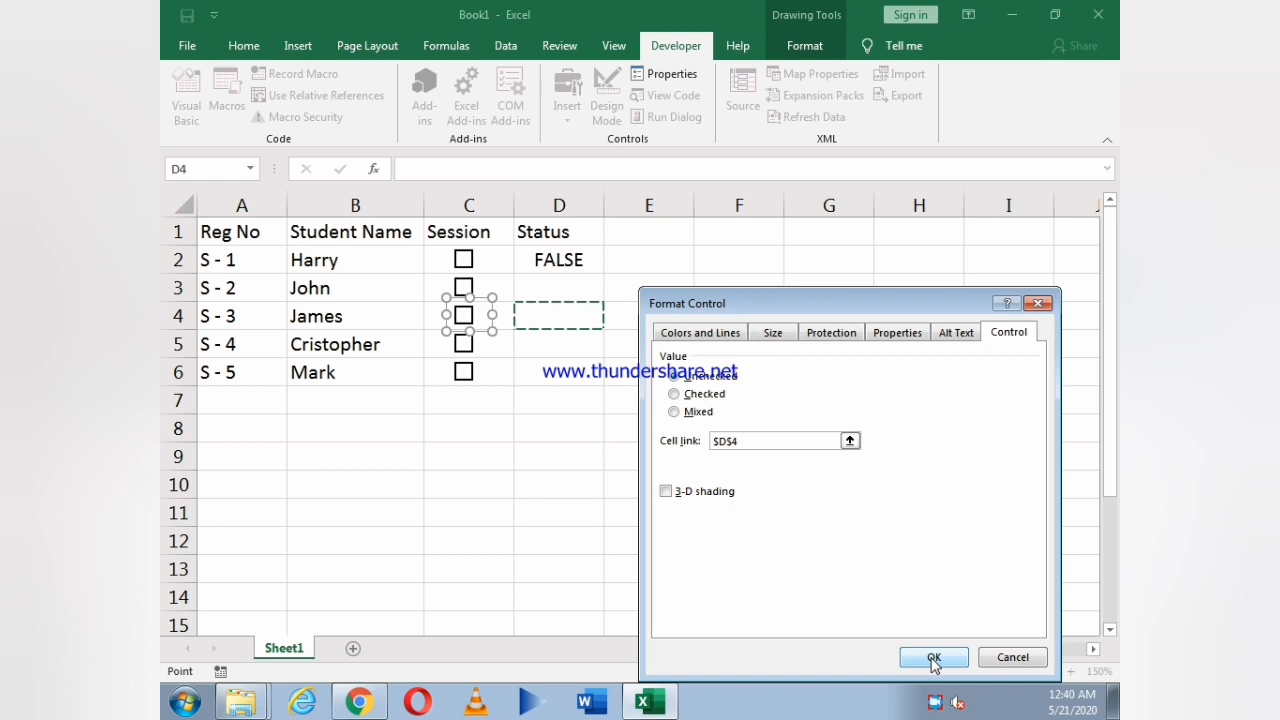 Book1 - Excel
Drawing Tools
Sign in
File Home Insert Page Layout Formulas Data Review View Developer Help Format Tell me Share
Visual Basic
Macros
Record Macro
Use Relative References
Macro Security
Code
Add-ins
Excel Add-ins
COM Add-ins
Add-ins
Insert
Design Mode
Properties
View Code
Run Dialog
Controls
Source
Map Properties
Expansion Packs
Refresh Data
Import
Export
XML
D4
fx
A B C D E F G H I J
1 Reg No Student Name Session Status
2 S - 1 Harry FALSE
3 S - 2 John
4 S - 3 James
5 S - 4 Cristopher
6 S - 5 Mark
7
8
9
10
11
12
13
14
15
Format Control
Colors and Lines Size Protection Properties Alt Text Control
Value
Unchecked
www.thundershare.net
Checked
Mixed
Cell link: $D$4
3-D shading
OK Cancel
Sheet1
Point
150%
12:40 AM
5/21/2020